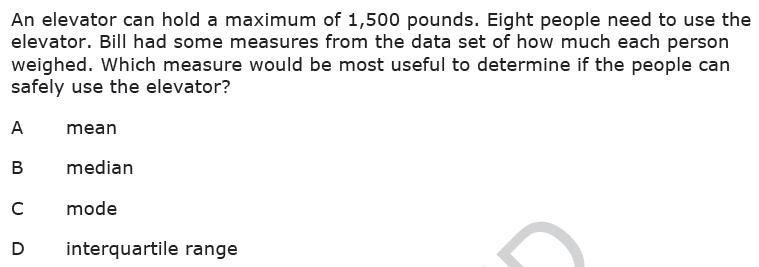 An elevator can hold a maximum of 1,500 pounds. Eight people need to use the
elevator. Bill had some measures from the data set of how much each person
weighed. Which measure would be most useful to determine if the people can
safely use the elevator?
A mean
B median
C mode
D interquartile range